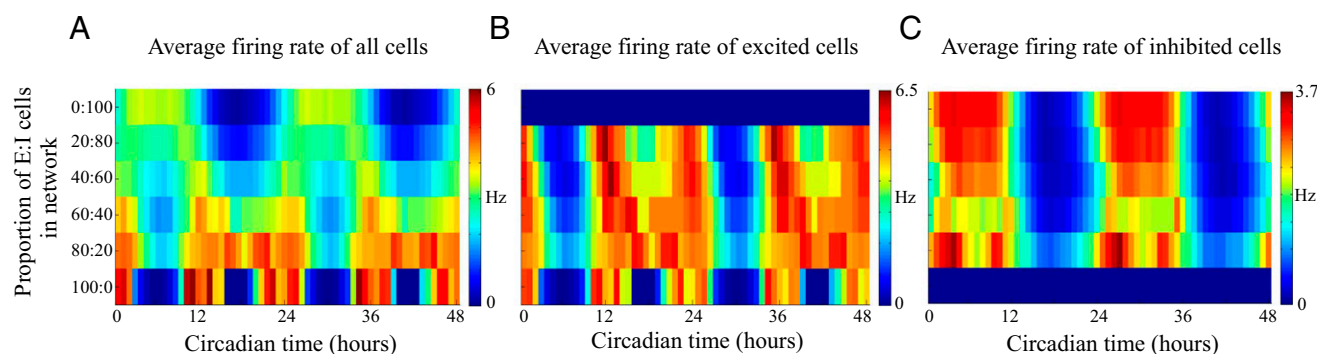 A
Average firing rate of all cells
B
Average firing rate of excited cells
C
Average firing rate of inhibited cells
Proportion of E:I cells
in network
0:100
20:80
40:60
60:40
80:20
100:0
6
Hz
0
0 12 24 36 48
Circadian time (hours)
6.5
Hz
0
0 12 24 36 48
Circadian time (hours)
3.7
Hz
0
0 12 24 36 48
Circadian time (hours)